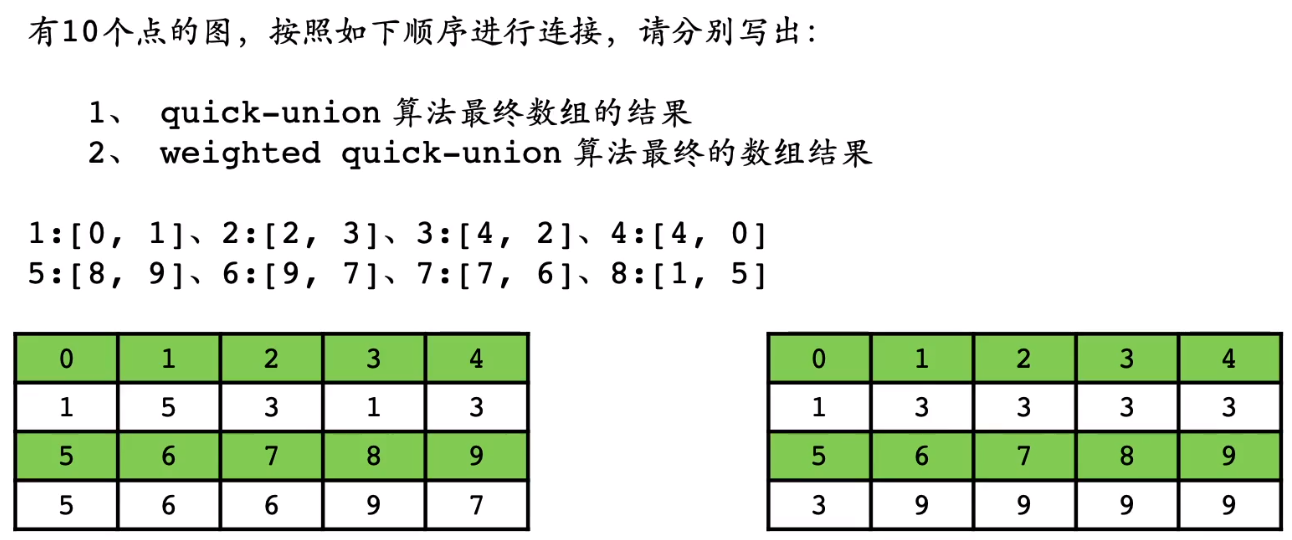 有10个点的图，按照如下顺序进行连接，请分别写出：
1、 quick-union 算法最终数组的结果
2、 weighted quick-union 算法最终的数组结果
1:[0, 1]、2:[2, 3]、3:[4, 2]、4:[4, 0]
5:[8, 9]、6:[9, 7]、7:[7, 6]、8:[1, 5]
0 1 2 3 4
1 5 3 1 3
5 6 7 8 9
5 6 6 9 7
0 1 2 3 4
1 3 3 3 3
5 6 7 8 9
3 9 9 9 9